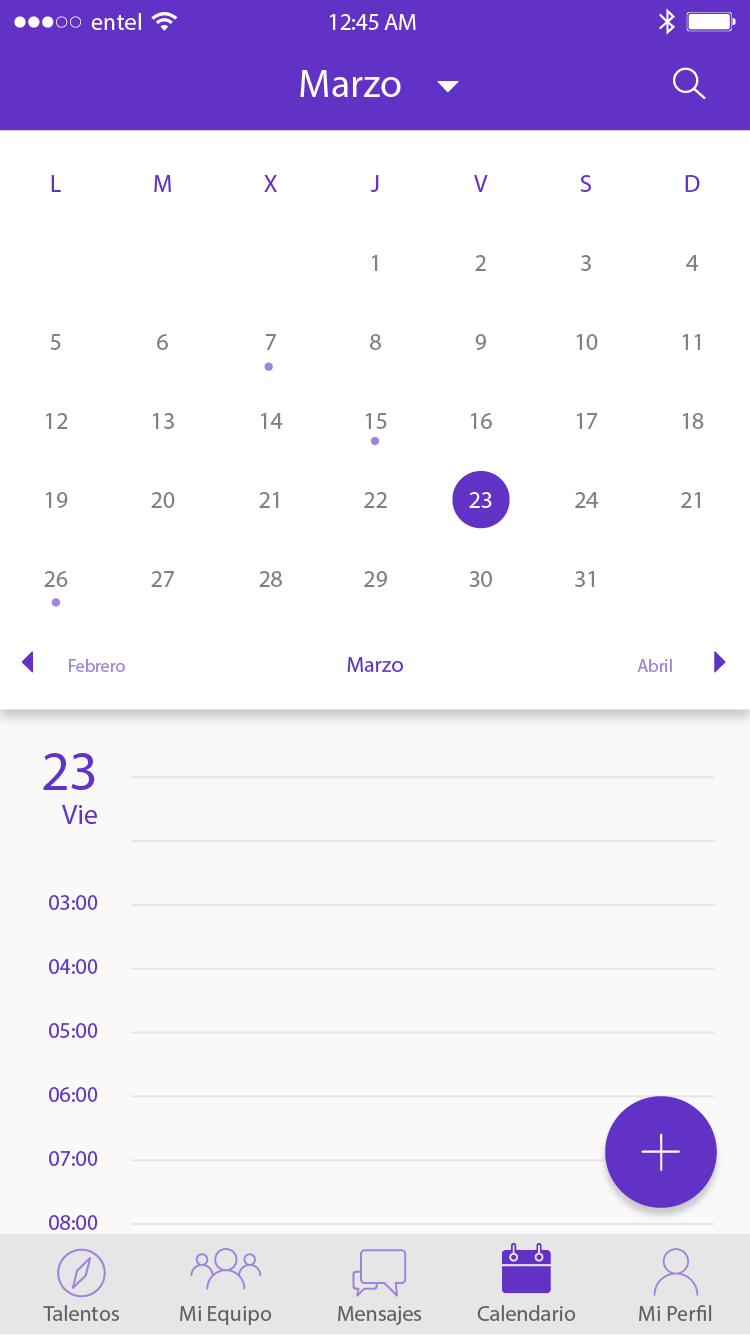 entel 12:45 AM
Marzo
L M X J V S D
1 2 3 4
5 6 7 8 9 10 11
12 13 14 15 16 17 18
19 20 21 22 23 24 21
26 27 28 29 30 31
Febrero Marzo Abril
23
Vie
03:00
04:00
05:00
06:00
07:00
08:00
Talentos Mi Equipo Mensajes Calendario Mi Perfil